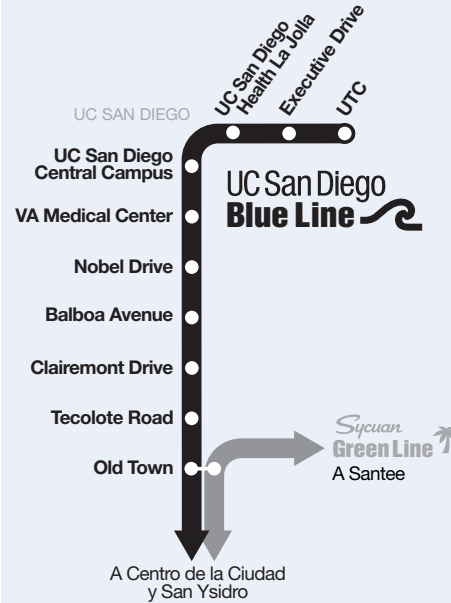 UC San Diego
Health La Jolla
Executive Drive
UTC
UC SAN DIEGO
UC San Diego
Central Campus
VA Medical Center
Nobel Drive
Balboa Avenue
Clairemont Drive
Tecolote Road
Old Town
UC San Diego
Blue Line
Sycuan
Green Line
A Santee
A Centro de la Ciudad
y San Ysidro